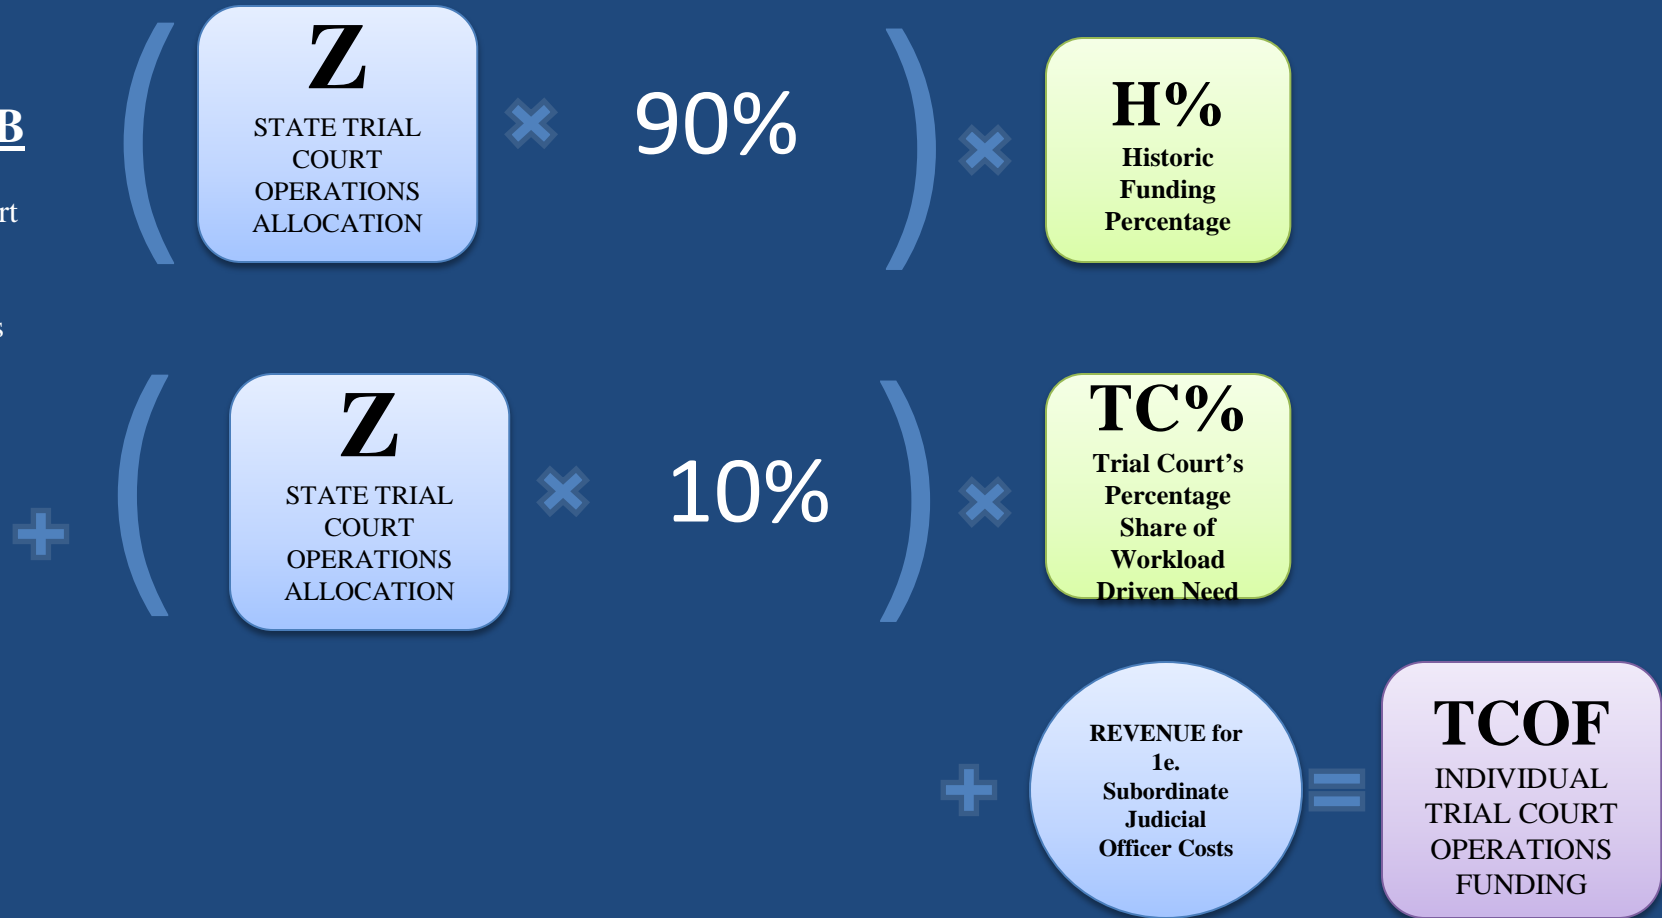 B
rt
s
Z
STATE TRIAL
COURT
OPERATIONS
ALLOCATION
90%
H%
Historic
Funding
Percentage
Z
STATE TRIAL
COURT
OPERATIONS
ALLOCATION
10%
TC%
Trial Court’s
Percentage
Share of
Workload
Driven Need
REVENUE for
1e.
Subordinate
Judicial
Officer Costs
TCOF
INDIVIDUAL
TRIAL COURT
OPERATIONS
FUNDING